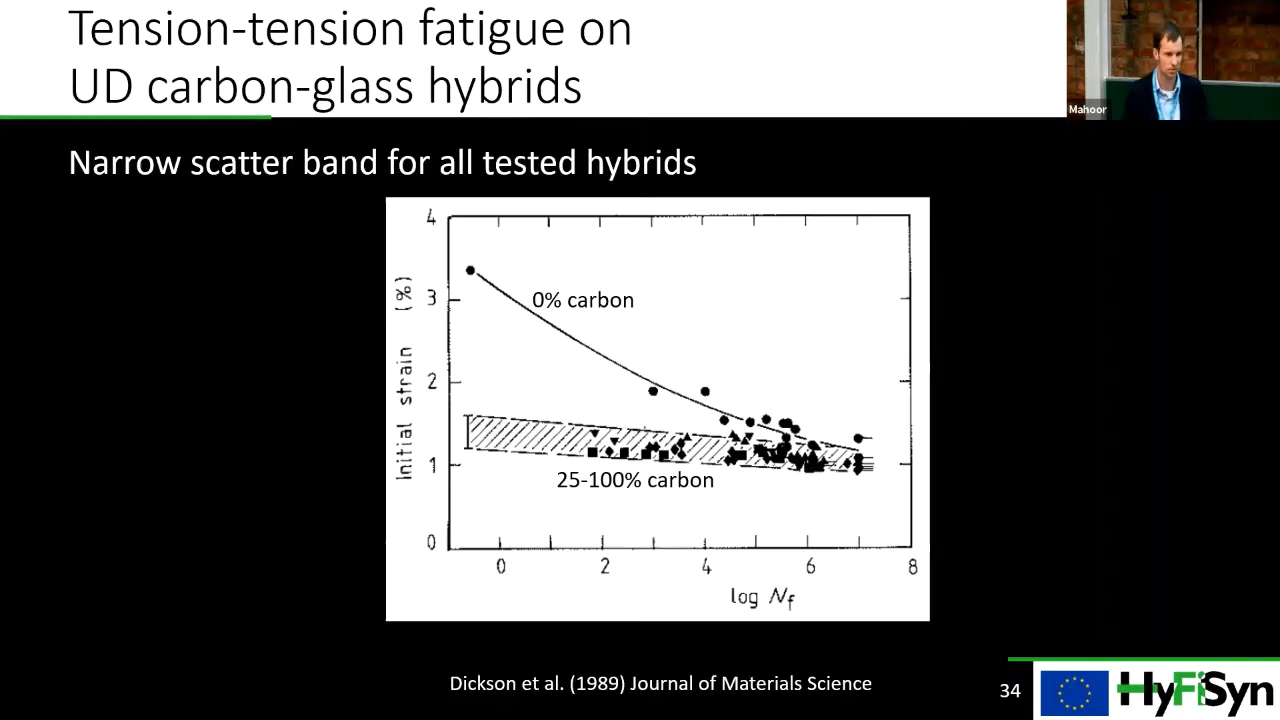 Tension-tension fatigue on
UD carbon-glass hybrids
Mahoor
Narrow scatter band for all tested hybrids
4
3
2
1
0
Initial strain (%)
0% carbon
25-100% carbon
0 2 4 6 8
log Nf
Dickson et al. (1989) Journal of Materials Science
34
HyFiSyn